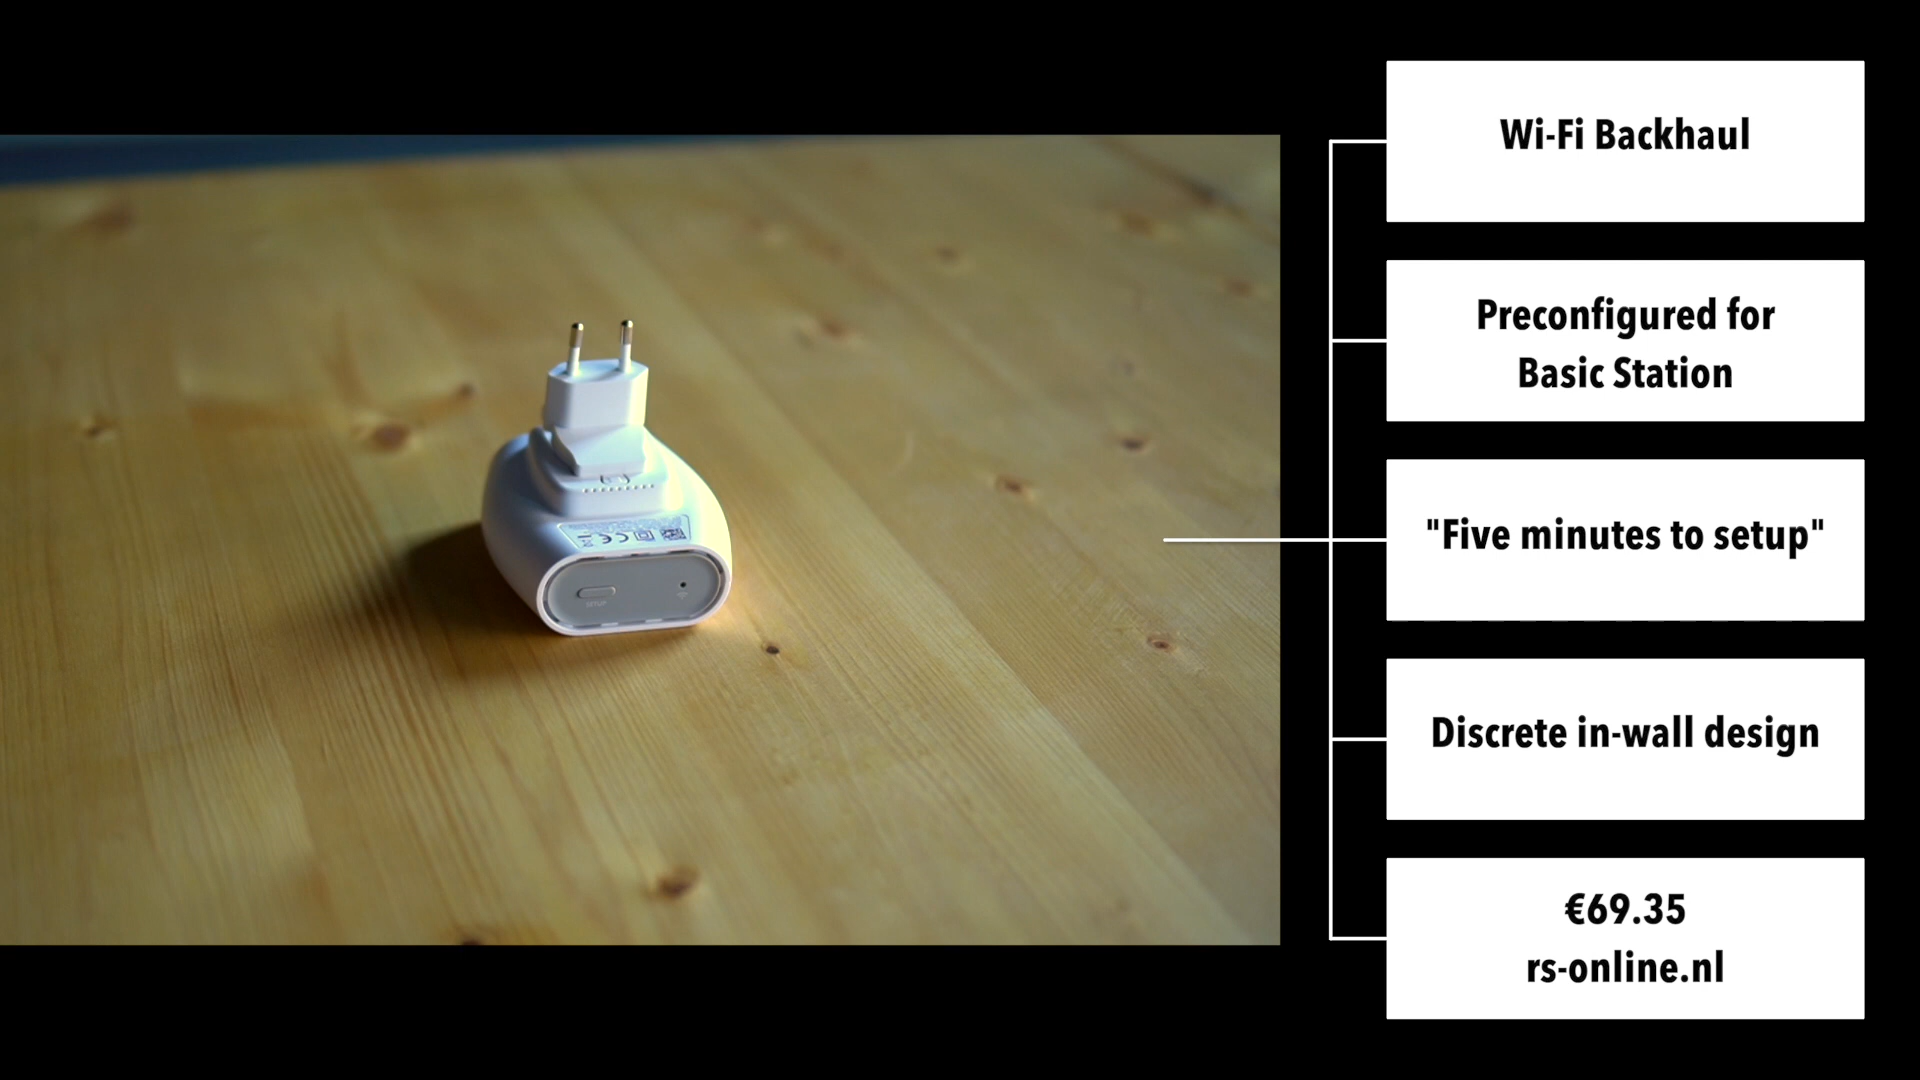 Wi-Fi Backhaul
Preconfigured for
Basic Station
"Five minutes to setup"
Discrete in-wall design
€69.35
rs-online.nl
SETUP